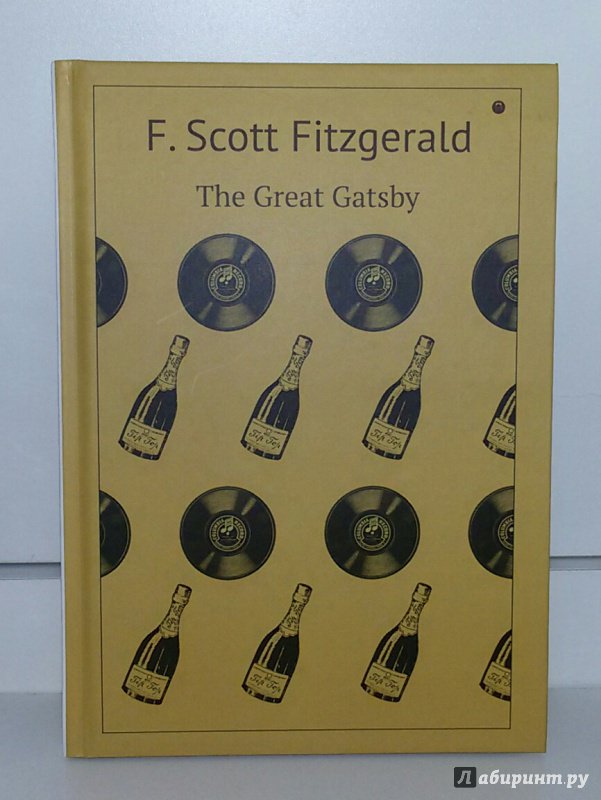 F. Scott Fitzgerald
The Great Gatsby
Лабиринт.ру